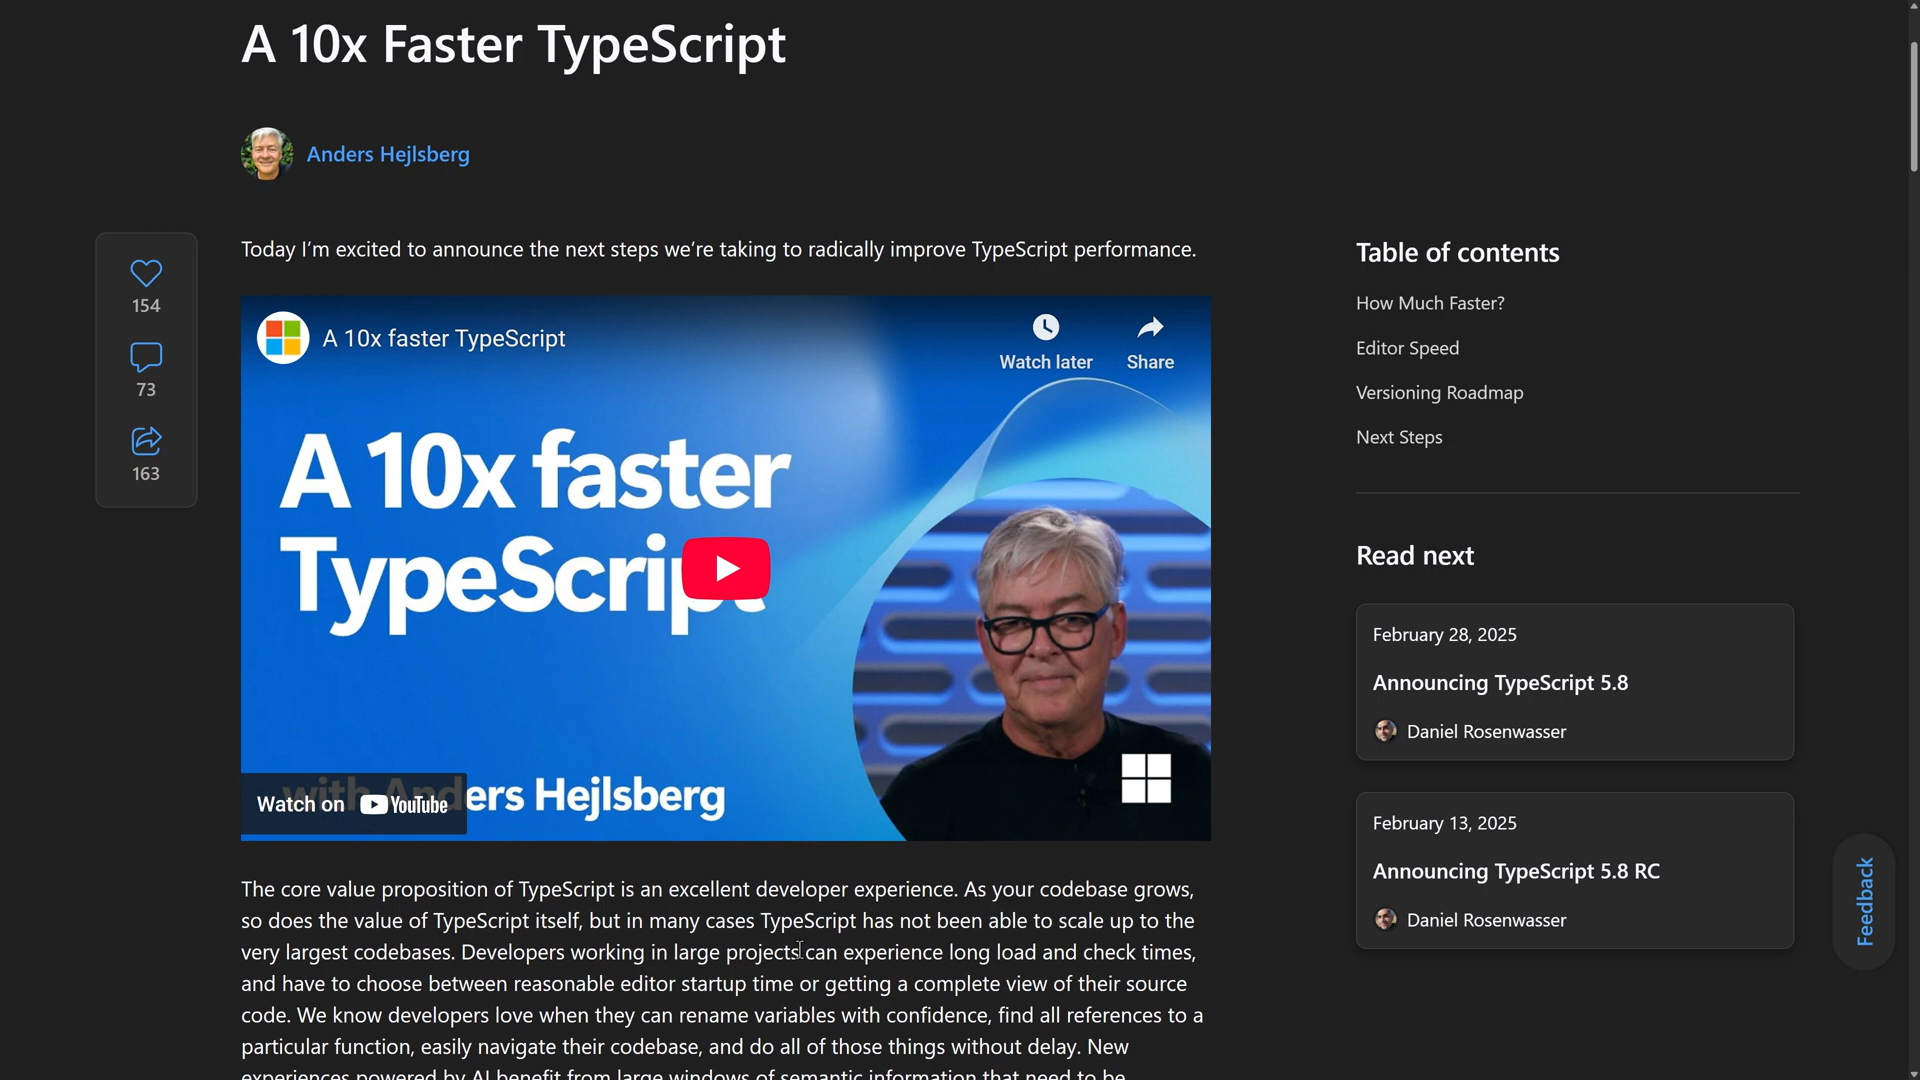 A 10x Faster TypeScript
Anders Hejlsberg
154
73
163
Today I’m excited to announce the next steps we’re taking to radically improve TypeScript performance.
A 10x faster TypeScript
Watch later
Share
A 10x faster
TypeScript
ers Hejlsberg
Watch on YouTube
The core value proposition of TypeScript is an excellent developer experience. As your codebase grows,
so does the value of TypeScript itself, but in many cases TypeScript has not been able to scale up to the
very largest codebases. Developers working in large projects can experience long load and check times,
and have to choose between reasonable editor startup time or getting a complete view of their source
code. We know developers love when they can rename variables with confidence, find all references to a
particular function, easily navigate their codebase, and do all of those things without delay. New
experiences powered by AI benefit from large windows of semantic information that need to be
Table of contents
How Much Faster?
Editor Speed
Versioning Roadmap
Next Steps
Read next
February 28, 2025
Announcing TypeScript 5.8
Daniel Rosenwasser
February 13, 2025
Announcing TypeScript 5.8 RC
Daniel Rosenwasser
Feedback